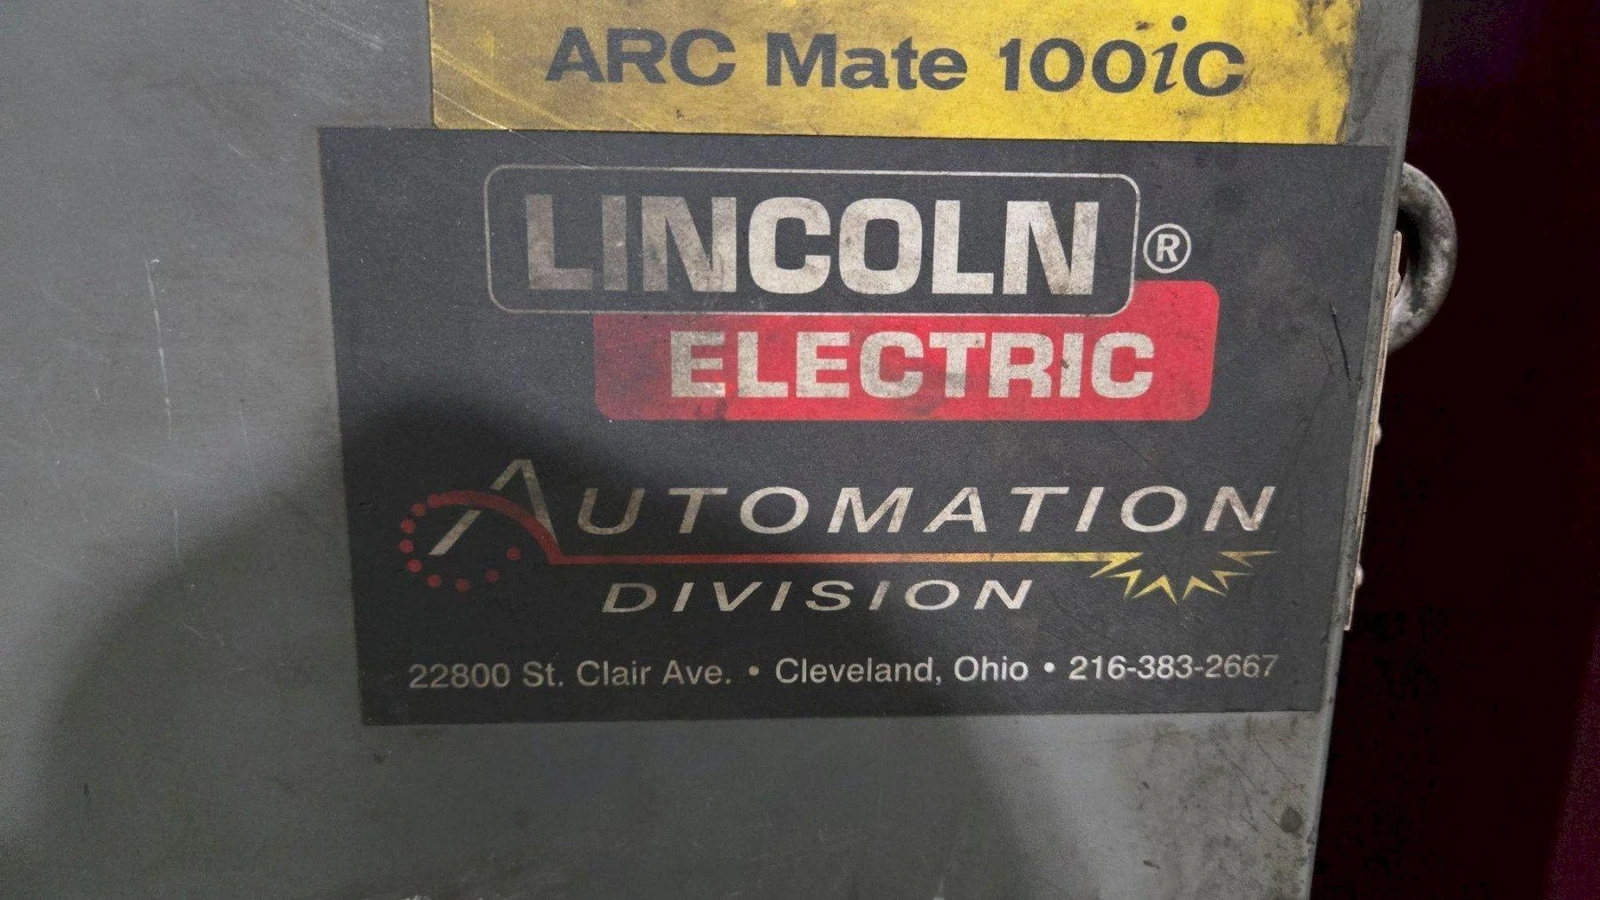 ARC Mate 100iC
LINCOLN ®
ELECTRIC
AUTOMATION
DIVISION
22800 St. Clair Ave. • Cleveland, Ohio • 216-383-2667